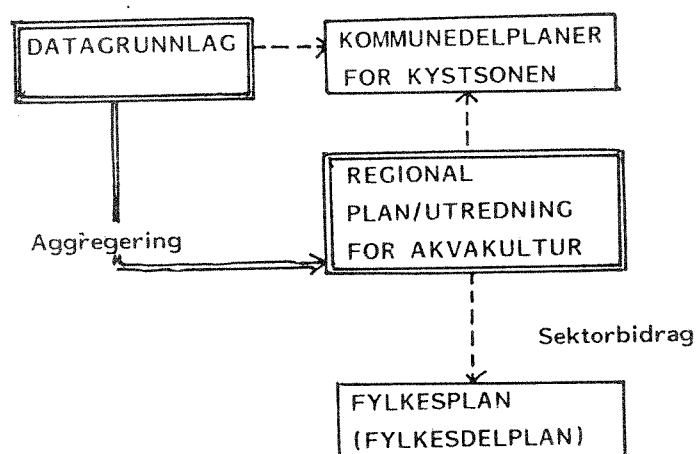 DATAGRUNNLAG
KOMMUNEDELPLANER
FOR KYSTSONEN
REGIONAL
PLAN/UTREDNING
FOR AKVAKULTUR
Aggregering
Sektorbidrag
FYLKESPLAN
(FYLKESDELPLAN)